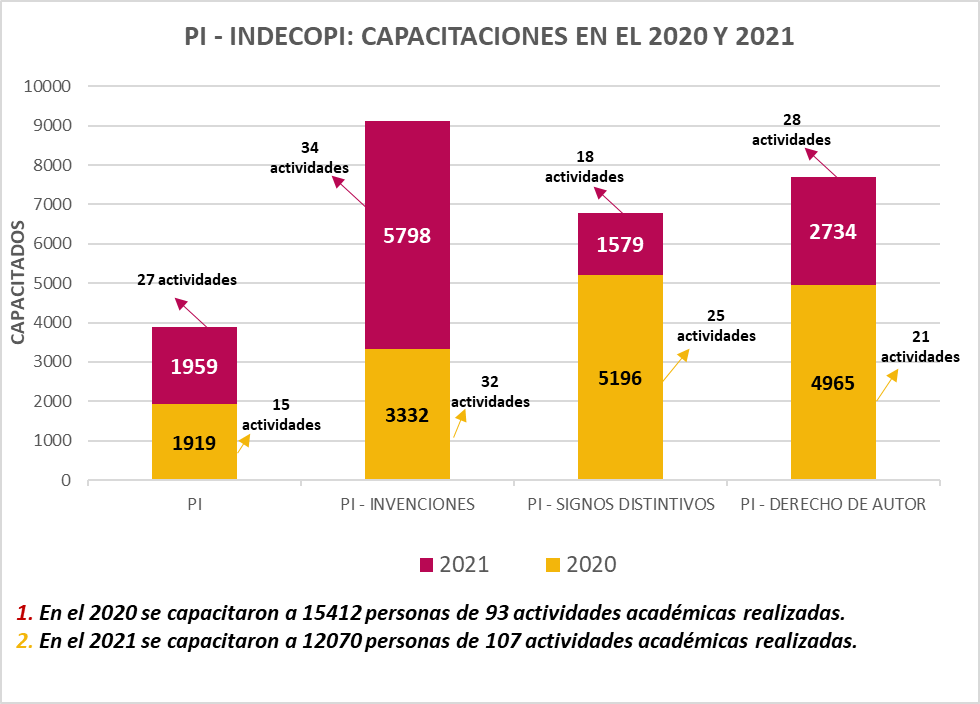 PI - INDECOPI: CAPACITACIONES EN EL 2020 Y 2021
CAPACITADOS
10000
9000
8000
7000
6000
5000
4000
3000
2000
1000
0
27 actividades
1959
15
actividades
1919
34
actividades
5798
32
actividades
3332
18
actividades
1579
25
actividades
5196
28
actividades
2734
21
actividades
4965
PI
PI - INVENCIONES
PI - SIGNOS DISTINTIVOS
PI - DERECHO DE AUTOR
2021
2020
1. En el 2020 se capacitaron a 15412 personas de 93 actividades académicas realizadas.
2. En el 2021 se capacitaron a 12070 personas de 107 actividades académicas realizadas.